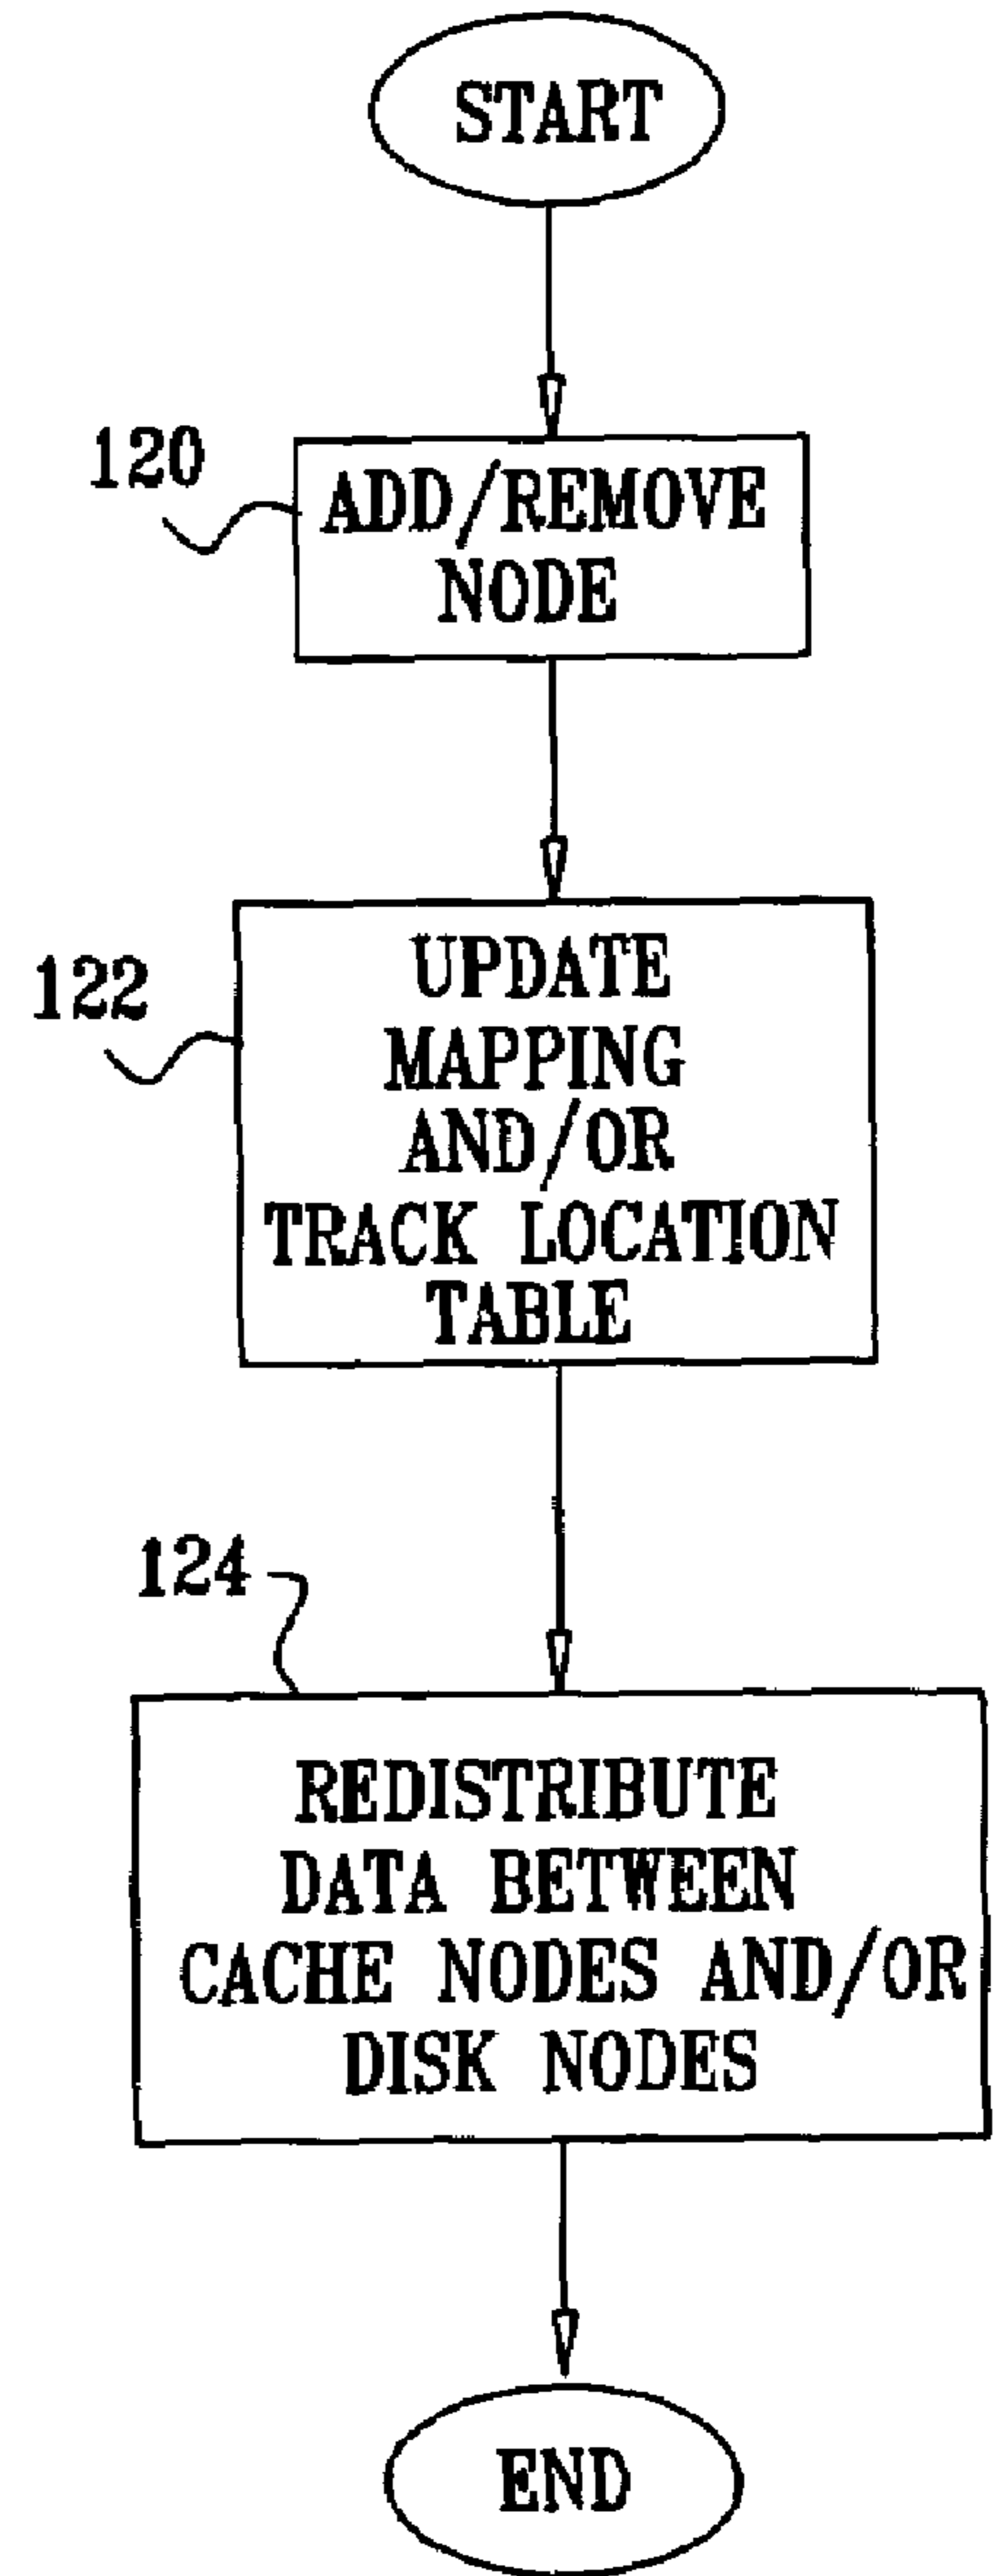 START
120
ADD/REMOVE
NODE
122
UPDATE
MAPPING
AND/OR
TRACK LOCATION
TABLE
124
REDISTRIBUTE
DATA BETWEEN
CACHE NODES AND/OR
DISK NODES
END